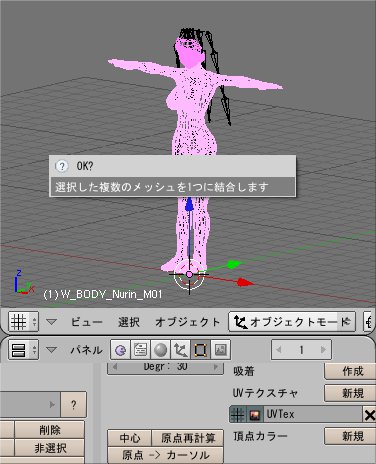 OK?
選択した複数のメッシュを1つに結合します
z
(1) W_BODY_Nurin_M01
ビュー 選択 オブジェクト オブジェクトモード
パネル 1
Degr: 30 吸着 作成
UVテクスチャ 新規
? UVTex
削除 頂点カラー 新規
非選択 中心 原点再計算
原点 -> カーソル